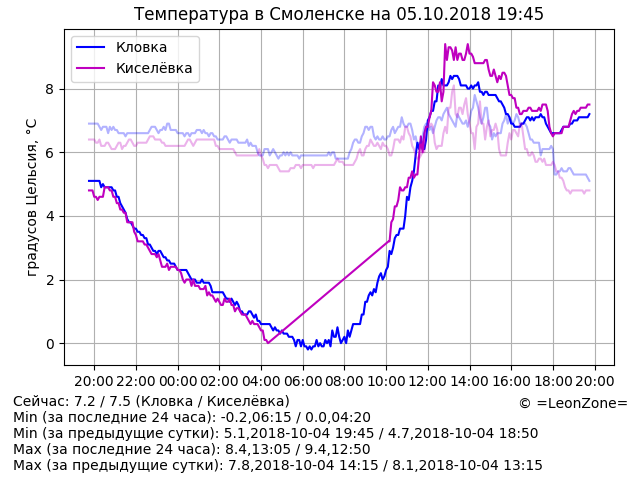 Температура в Смоленске на 05.10.2018 19:45
Кловка
Киселёвка
градусов Цельсия, °C
8
6
4
2
0
20:00 22:00 00:00 02:00 04:00 06:00 08:00 10:00 12:00 14:00 16:00 18:00 20:00
Сейчас: 7.2 / 7.5 (Кловка / Киселёвка)
© =LeonZone=
Min (за последние 24 часа): -0.2,06:15 / 0.0,04:20
Min (за предыдущие сутки): 5.1,2018-10-04 19:45 / 4.7,2018-10-04 18:50
Max (за последние 24 часа): 8.4,13:05 / 9.4,12:50
Max (за предыдущие сутки): 7.8,2018-10-04 14:15 / 8.1,2018-10-04 13:15